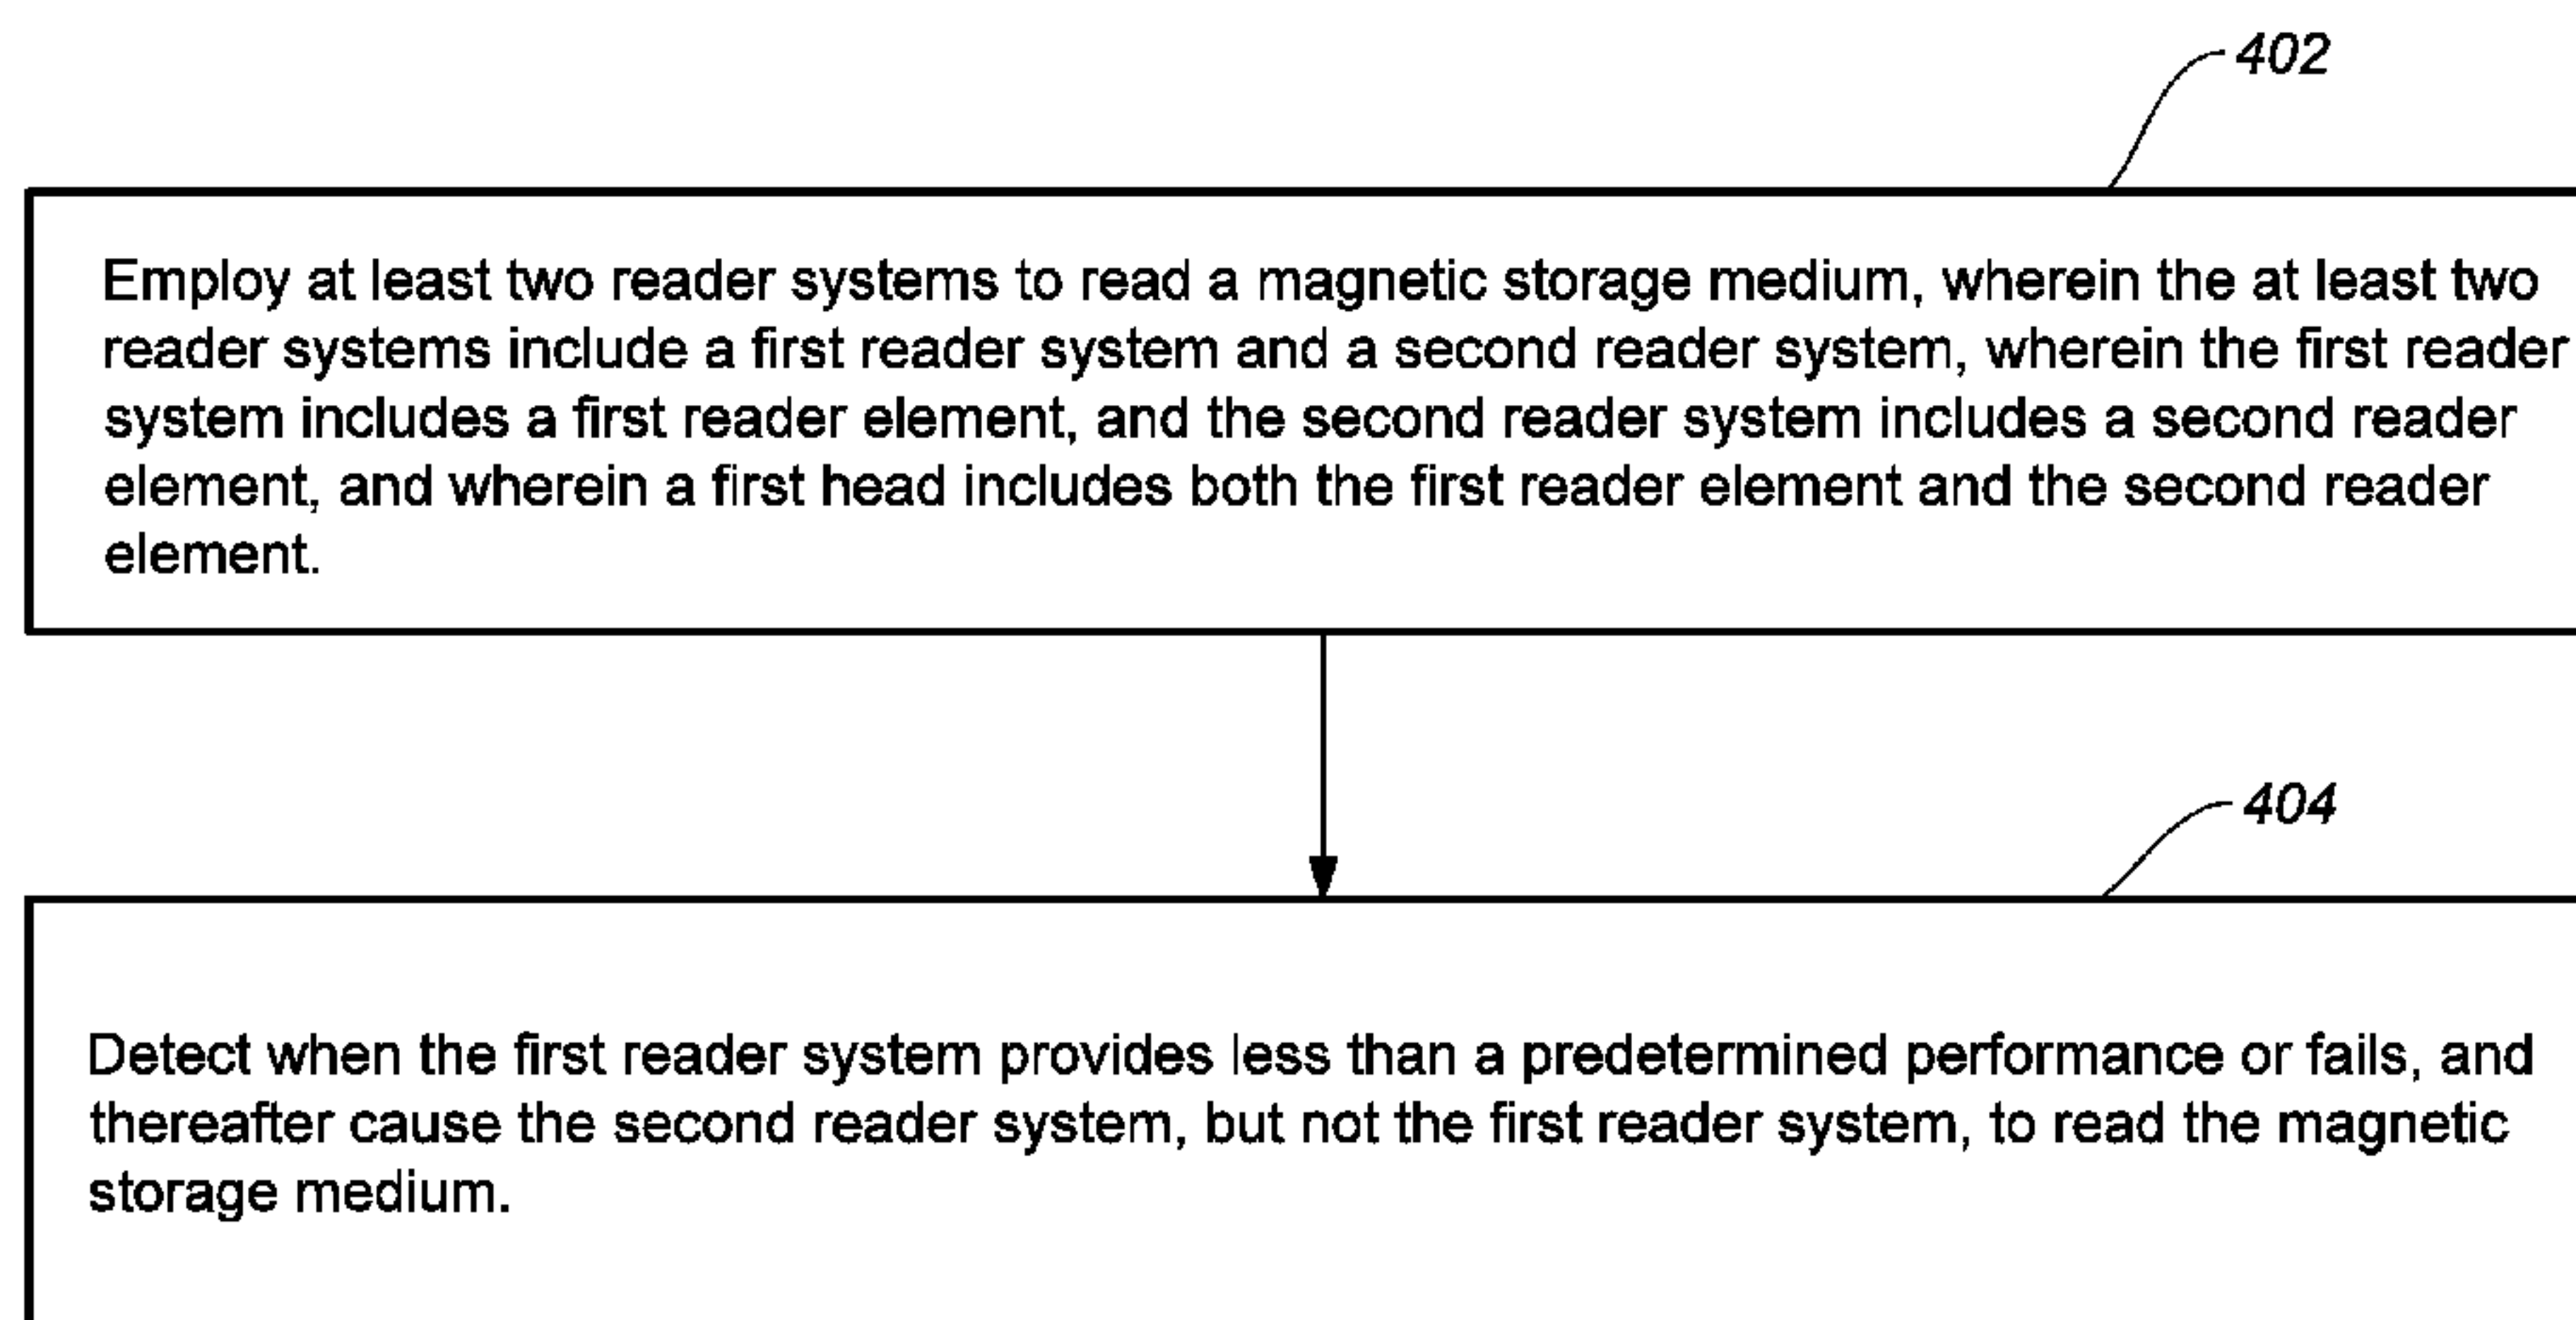 402
Employ at least two reader systems to read a magnetic storage medium, wherein the at least two
reader systems include a first reader system and a second reader system, wherein the first reader
system includes a first reader element, and the second reader system includes a second reader
element, and wherein a first head includes both the first reader element and the second reader
element.
404
Detect when the first reader system provides less than a predetermined performance or fails, and
thereafter cause the second reader system, but not the first reader system, to read the magnetic
storage medium.